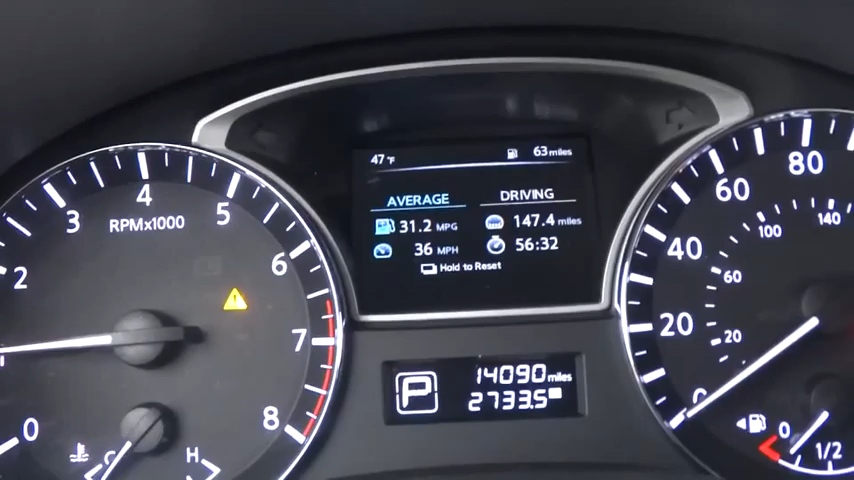 47°F 63 miles
AVERAGE DRIVING
31.2 MPG 147.4 miles
36 MPH 56:32
Hold to Reset
P 14090 miles
2733.5
0 2 3 4 5 6 7 8
RPMx1000
C H
0 20 40 60 80
20 60 100 140
0 1/2